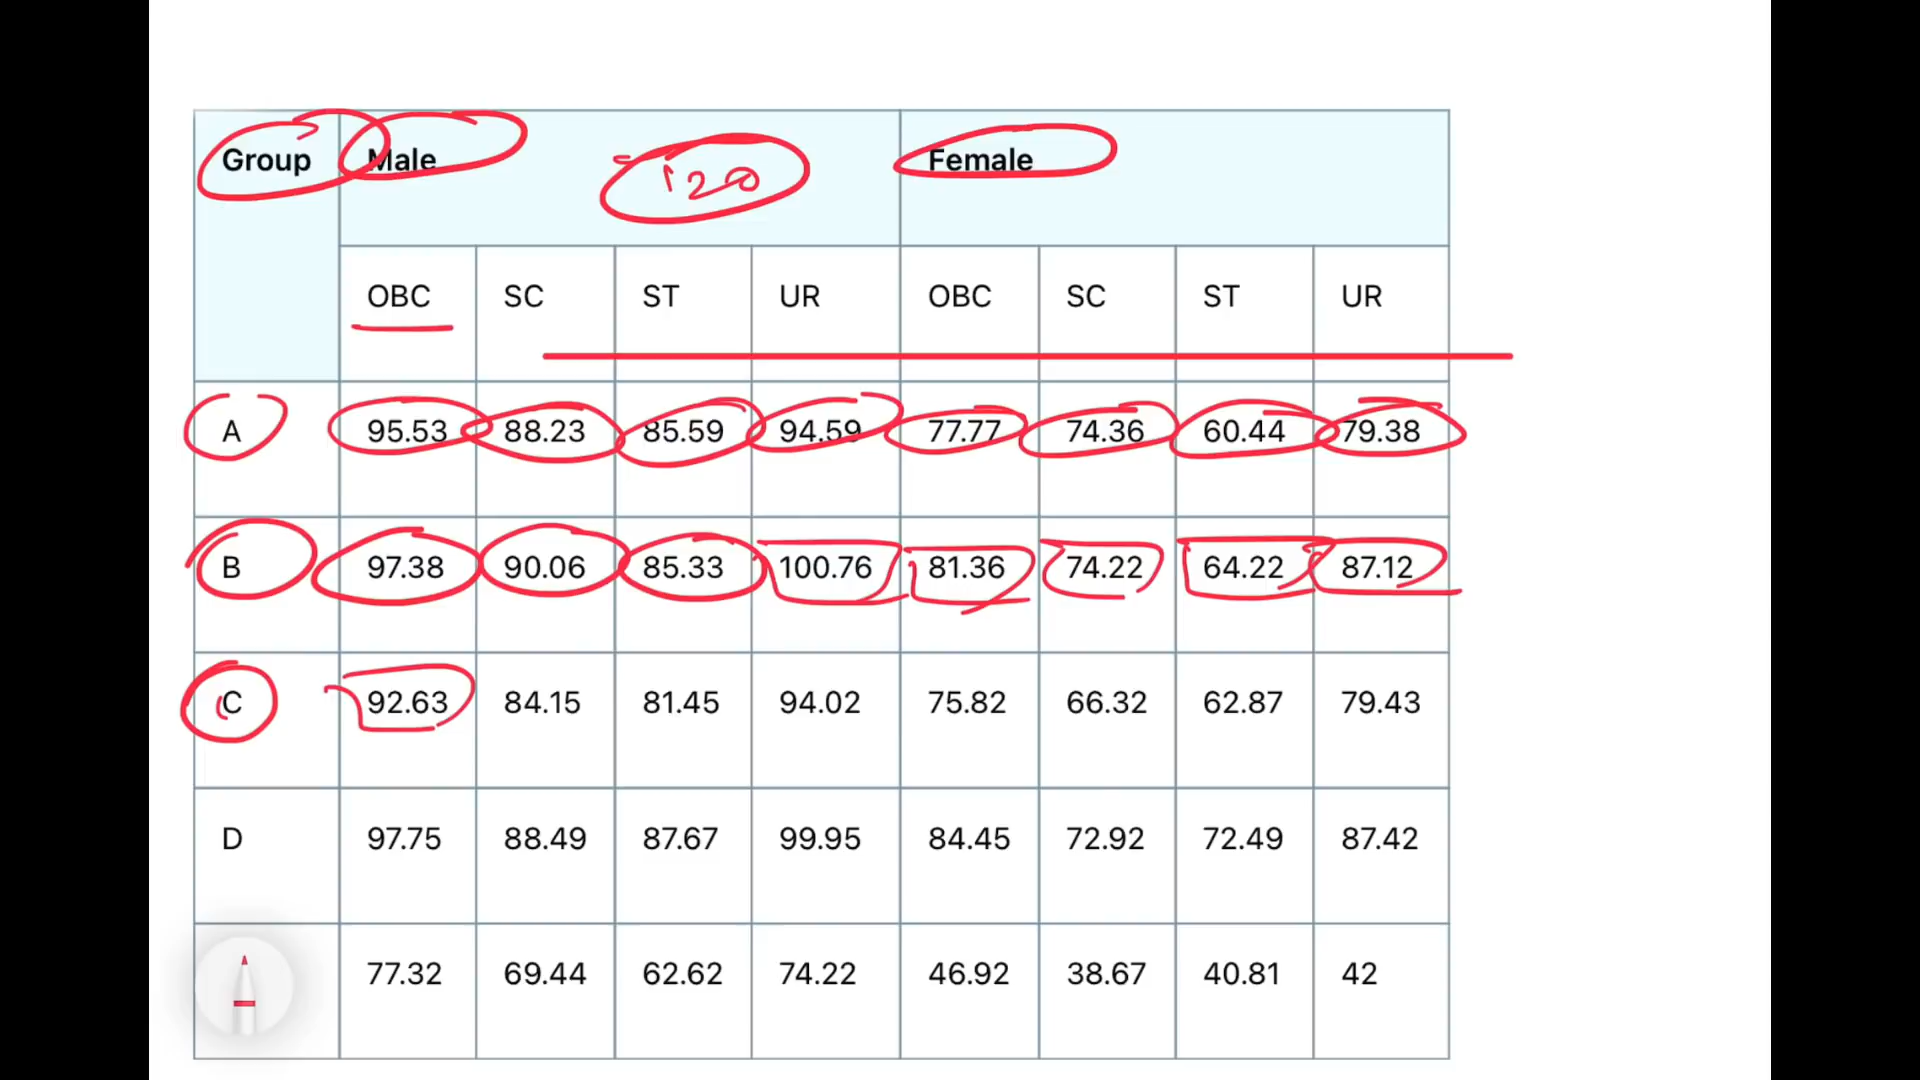 Group Male 120 Female
OBC SC ST UR OBC SC ST UR
A 95.53 88.23 85.59 94.59 77.77 74.36 60.44 79.38
B 97.38 90.06 85.33 100.76 81.36 74.22 64.22 87.12
C 92.63 84.15 81.45 94.02 75.82 66.32 62.87 79.43
D 97.75 88.49 87.67 99.95 84.45 72.92 72.49 87.42
77.32 69.44 62.62 74.22 46.92 38.67 40.81 42